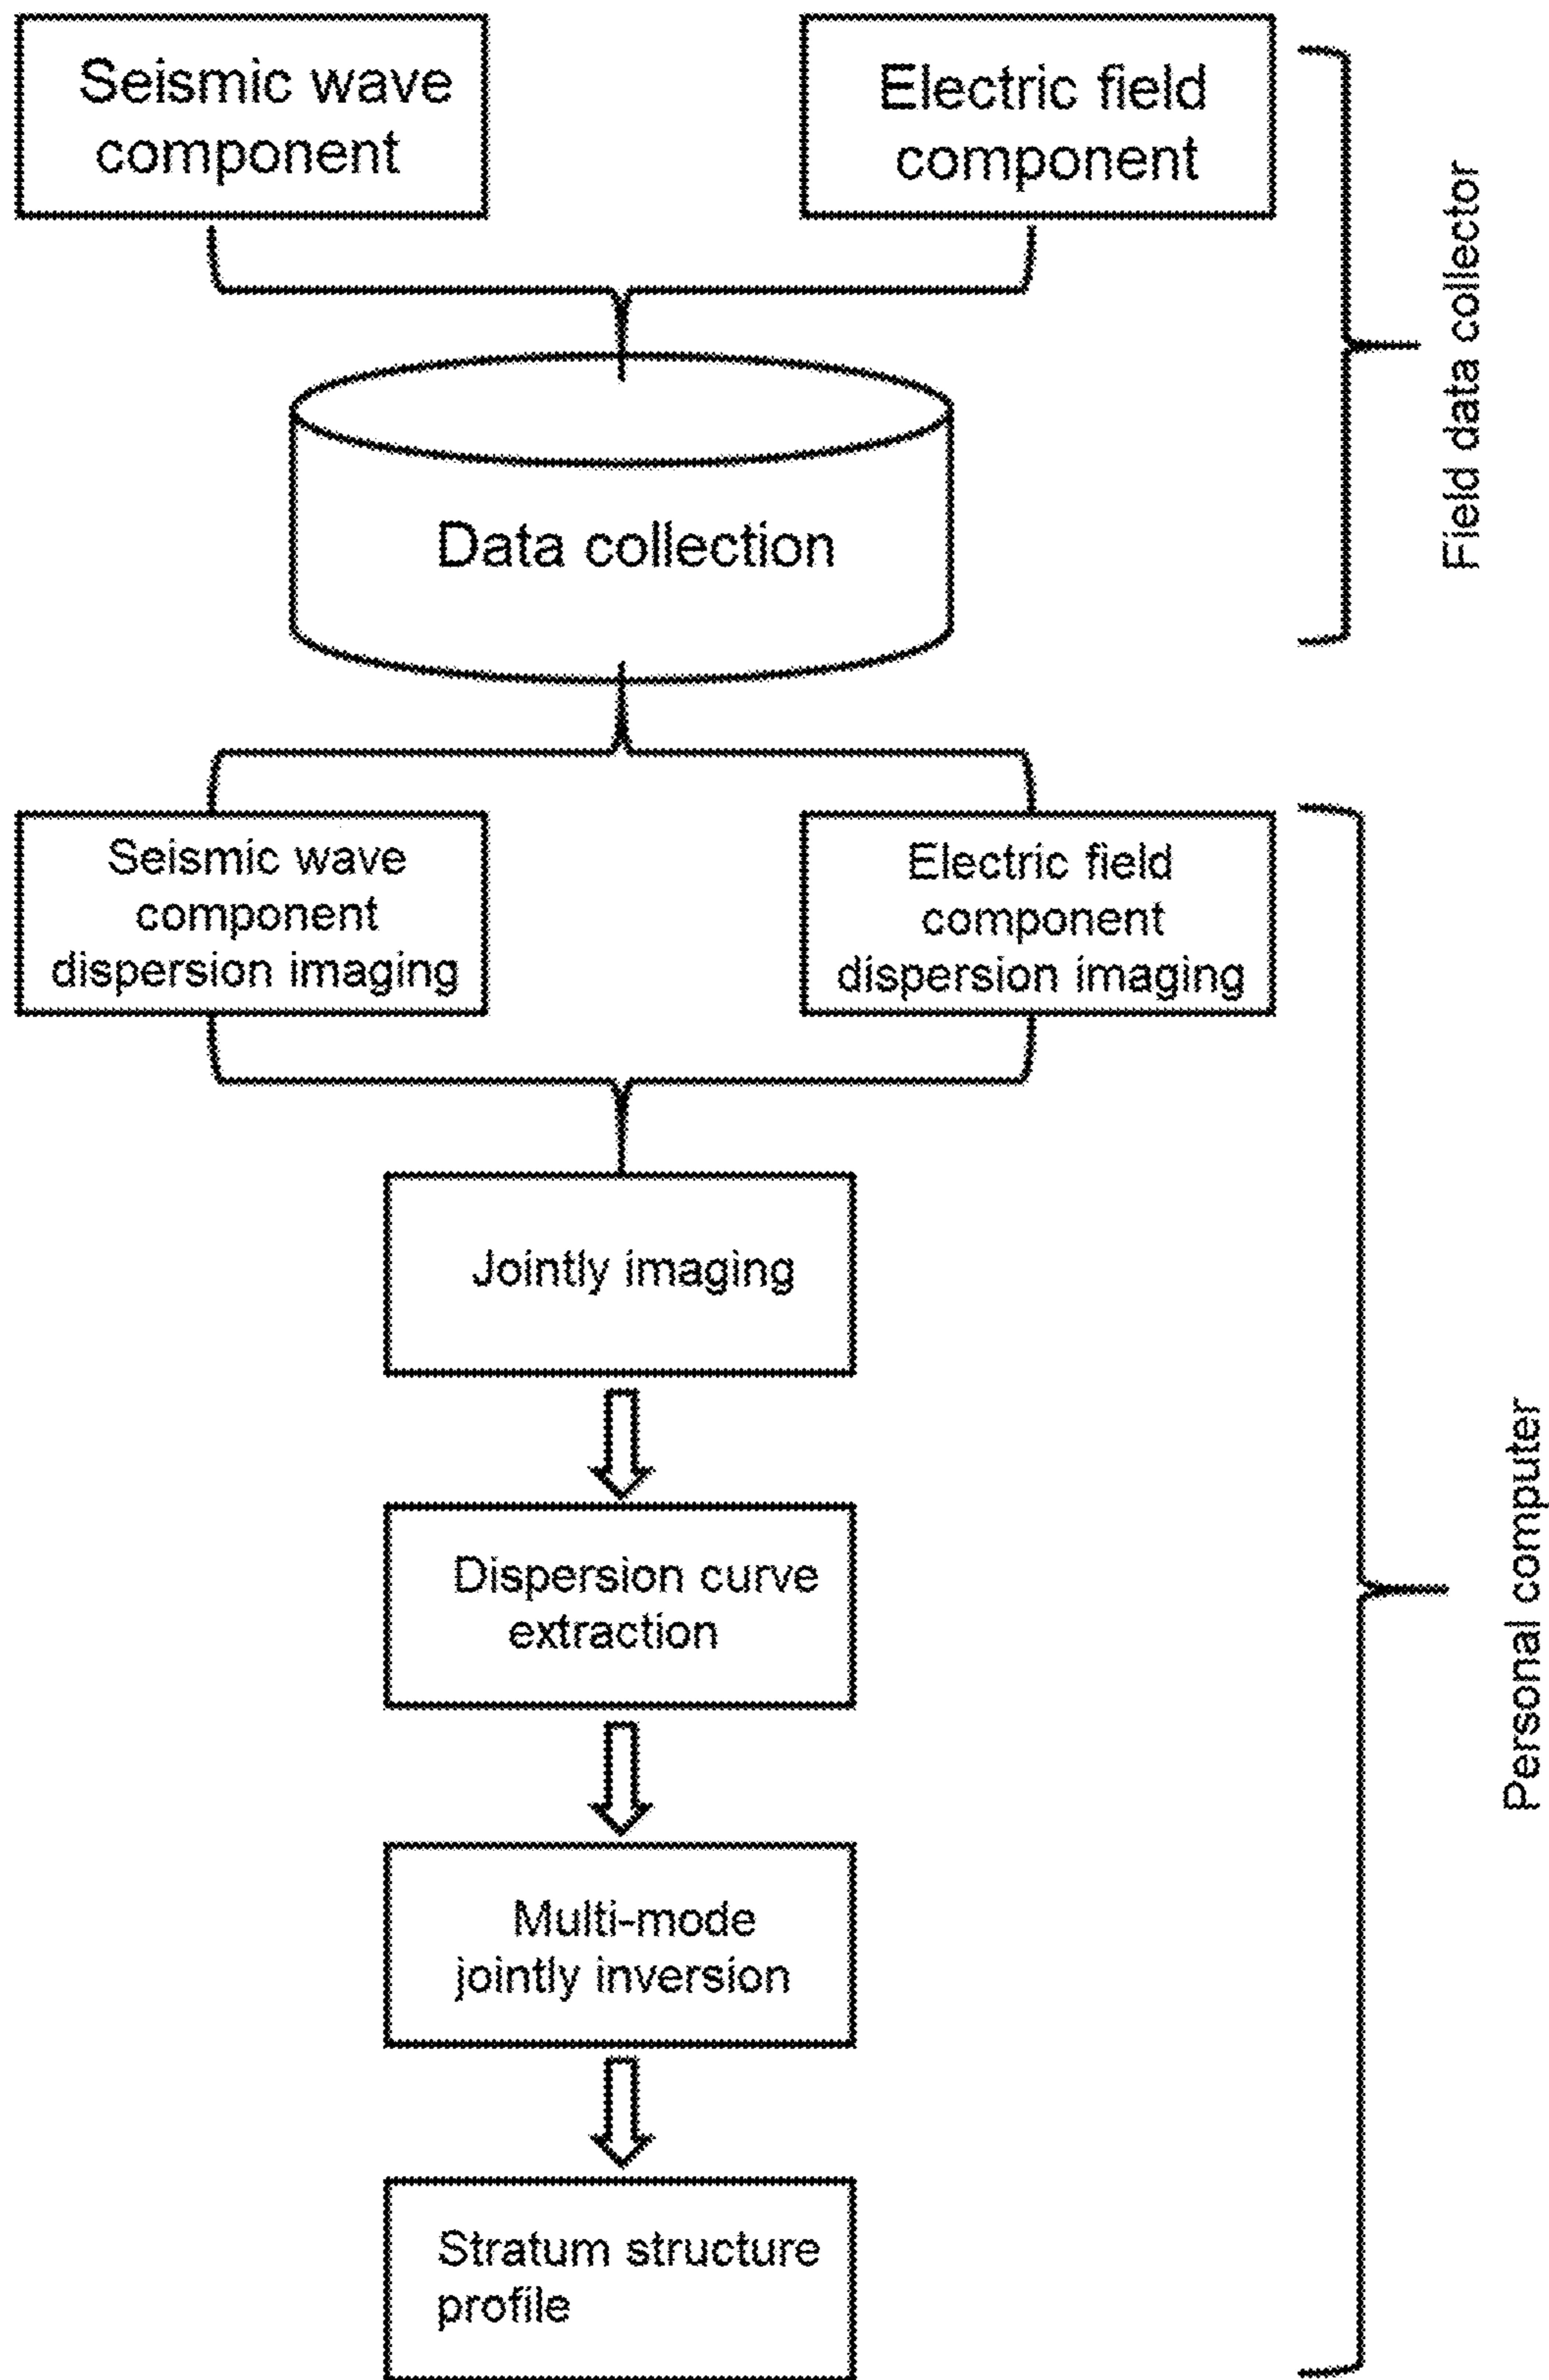 Seismic wave
component
Electric field
component
Field data collector
Data collection
Seismic wave
component
dispersion imaging
Electric field
component
dispersion imaging
Jointly imaging
Dispersion curve
extraction
Personal computer
Multi-mode
jointly inversion
Stratum structure
profile